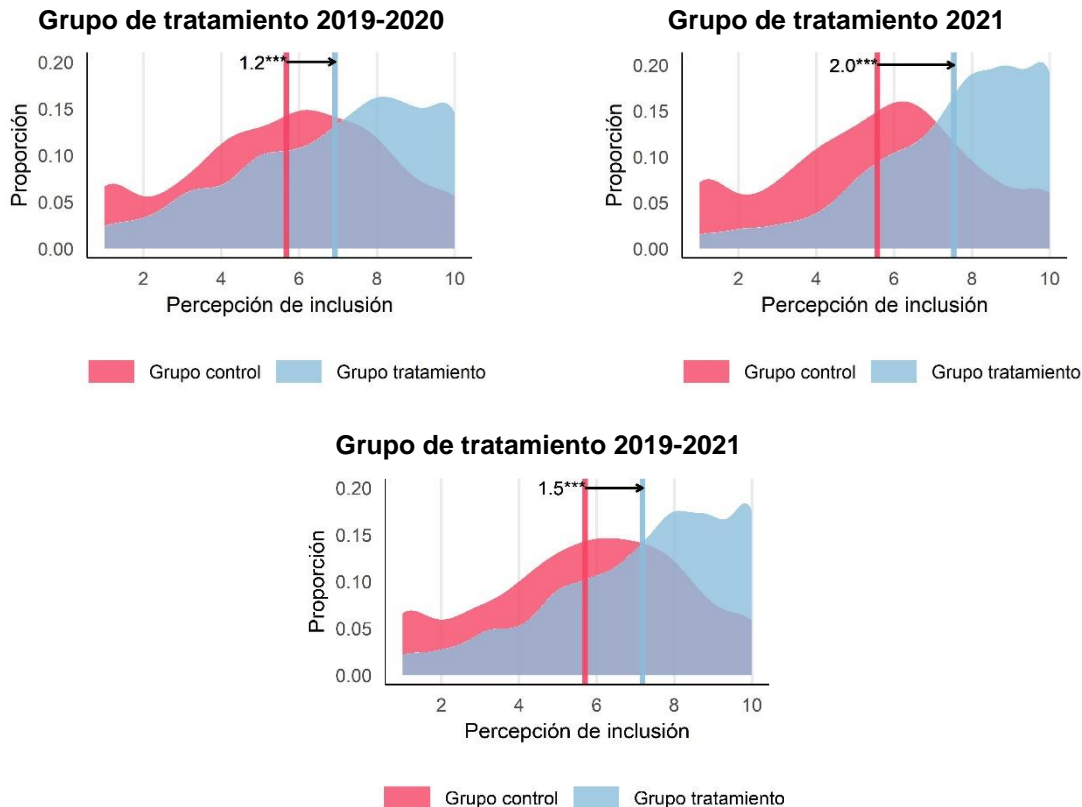 Grupo de tratamiento 2019-2020
1.2***
0.20
0.15
0.10
0.05
0.00
Proporción
2 4 6 8 10
Percepción de inclusión
Grupo control Grupo tratamiento
Grupo de tratamiento 2021
2.0***
0.20
0.15
0.10
0.05
0.00
Proporción
2 4 6 8 10
Percepción de inclusión
Grupo control Grupo tratamiento
Grupo de tratamiento 2019-2021
1.5***
0.20
0.15
0.10
0.05
0.00
Proporción
2 4 6 8 10
Percepción de inclusión
Grupo control Grupo tratamiento